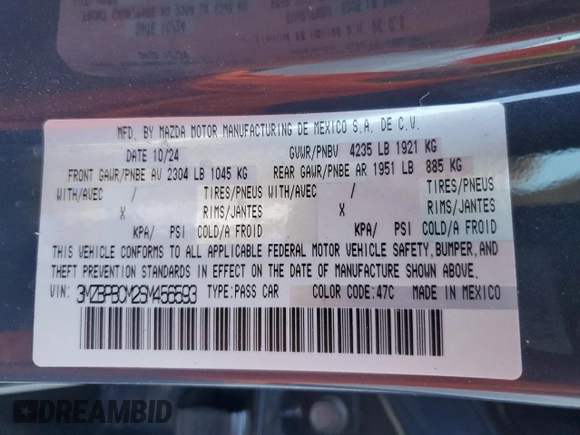 MFD. BY MAZDA MOTOR MANUFACTURING DE MEXICO S.A. DE C.V.
DATE 10/24 GVWR/PNBV 4235 LB 1921 KG
FRONT GAWR/PNBE AV 2304 LB 1045 KG REAR GAWR/PNBE AR 1951 LB 885 KG
WITH/AVEC / TIRES/PNEUS WITH/AVEC / TIRES/PNEUS
X RIMS/JANTES X RIMS/JANTES
KPA/ PSI COLD/A FROID KPA/ PSI COLD/A FROID
THIS VEHICLE CONFORMS TO ALL APPLICABLE FEDERAL MOTOR VEHICLE SAFETY, BUMPER, AND
THEFT PREVENTION STANDARDS IN EFFECT ON THE DATE OF MANUFACTURE SHOWN ABOVE.
VIN: 3MZBPBCM2SM456593 TYPE:PASS CAR COLOR CODE:47C MADE IN MEXICO
DREAMBID